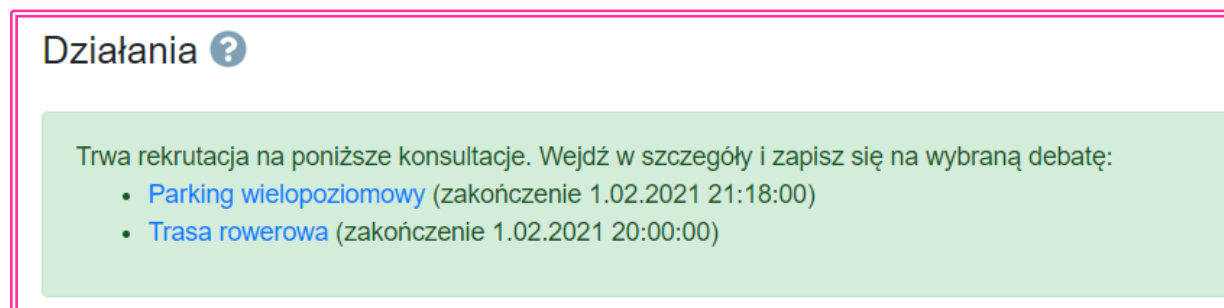 Działania ?
Trwa rekrutacja na poniższe konsultacje. Wejdź w szczegóły i zapisz się na wybraną debatę:
• Parking wielopoziomowy (zakończenie 1.02.2021 21:18:00)
• Trasa rowerowa (zakończenie 1.02.2021 20:00:00)